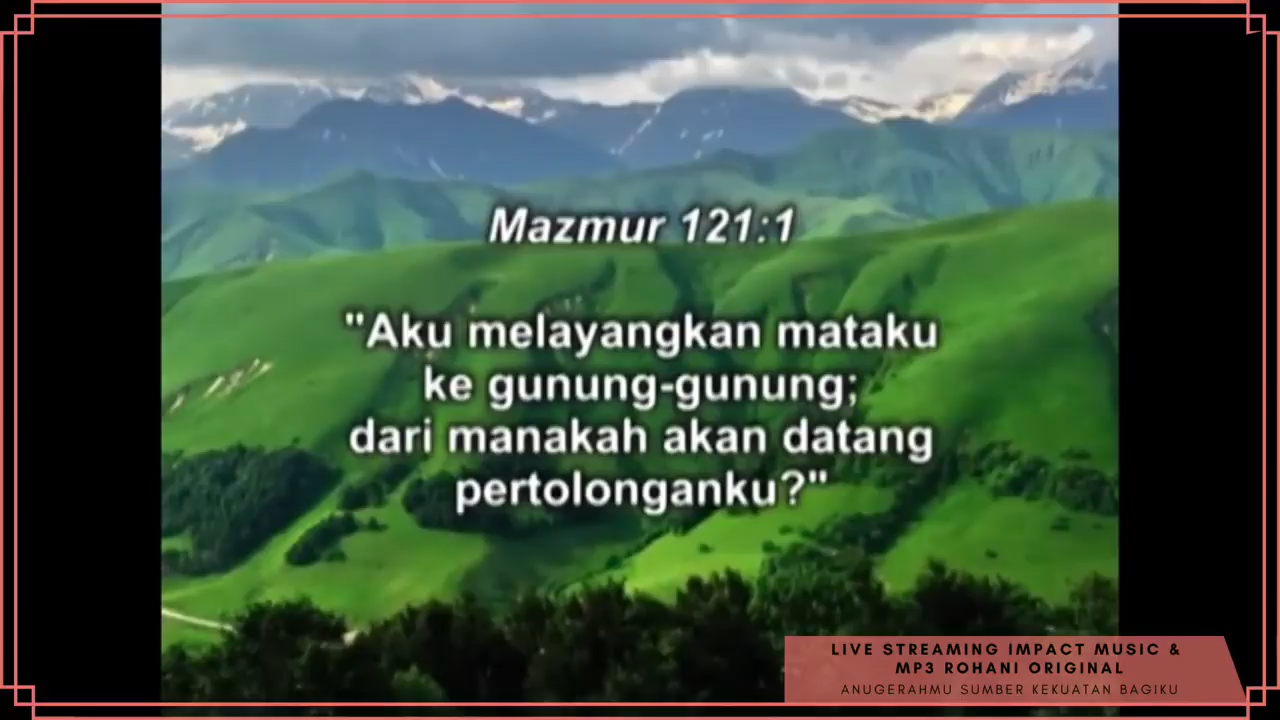 Mazmur 121:1
"Aku melayangkan mataku
ke gunung-gunung;
dari manakah akan datang
pertolonganku?"
LIVE STREAMING IMPACT MUSIC &
MP3 ROHANI ORIGINAL
ANUGERAHMU SUMBER KEKUATAN BAGIKU